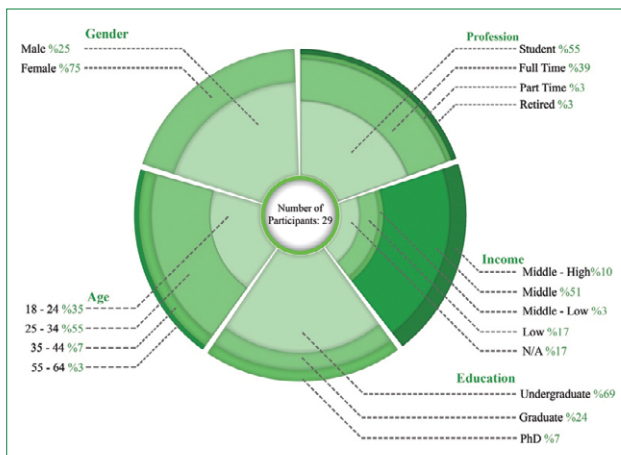 Gender
Male %25
Female %75
Profession
Student %55
Full Time %39
Part Time %3
Retired %3
Number of
Participants: 29
Age
18 - 24 %35
25 - 34 %55
35 - 44 %7
55 - 64 %3
Income
Middle - High%10
Middle %51
Middle - Low %3
Low %17
N/A %17
Education
Undergraduate %69
Graduate %24
PhD %7